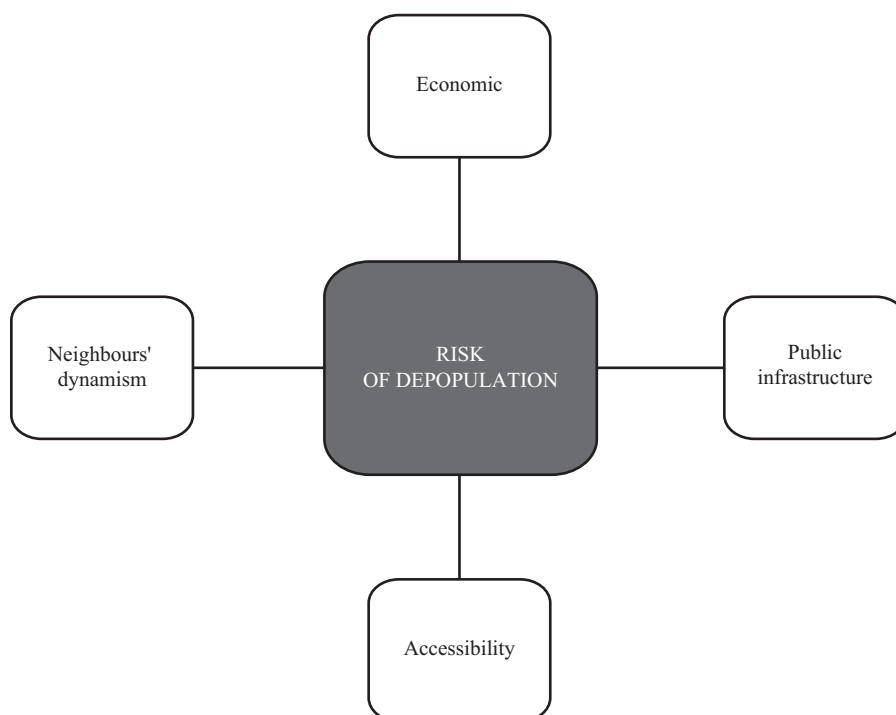 Economic
Neighbours'
dynamism
RISK
OF DEPOPULATION
Public
infrastructure
Accessibility